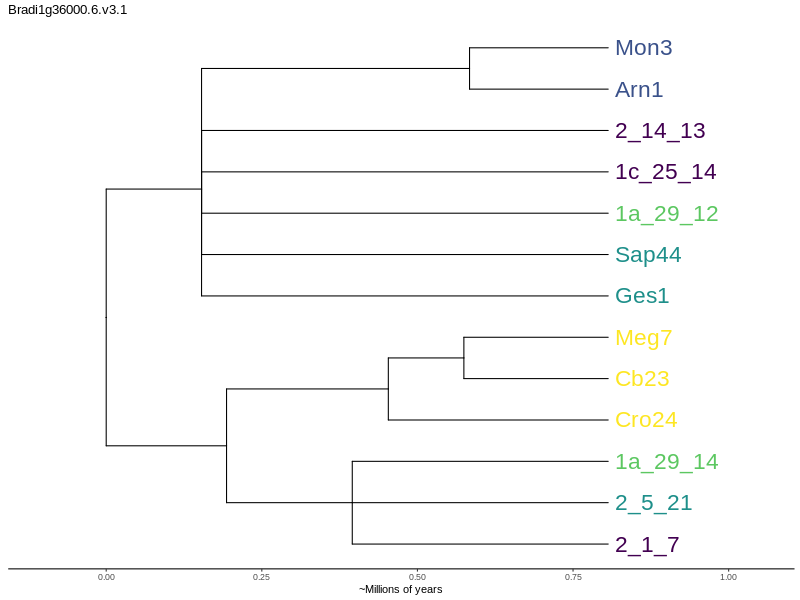 Bradi1g36000.6.v3.1
Mon3
Arn1
2_14_13
1c_25_14
1a_29_12
Sap44
Ges1
Meg7
Cb23
Cro24
1a_29_14
2_5_21
2_1_7
0.00 0.25 0.50 0.75 1.00
~Millions of years